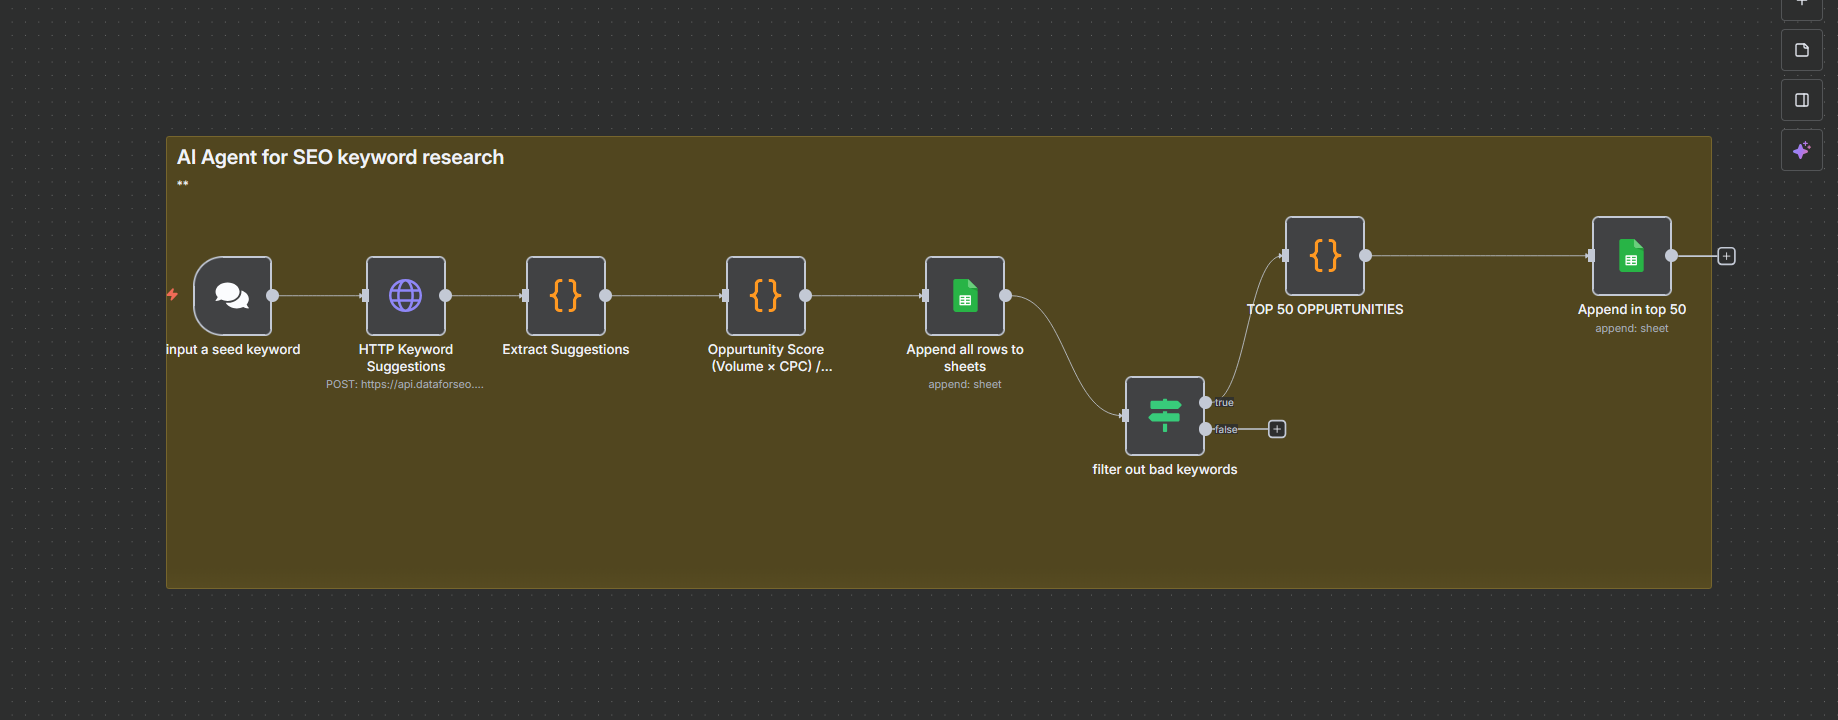 AI Agent for SEO keyword research
**
input a seed keyword
HTTP Keyword
Suggestions
POST: https://api.dataforseo....
Extract Suggestions
Oppurtunity Score
(Volume × CPC) /...
Append all rows to
sheets
append: sheet
true
false
filter out bad keywords
TOP 50 OPPURTUNITIES
Append in top 50
append: sheet